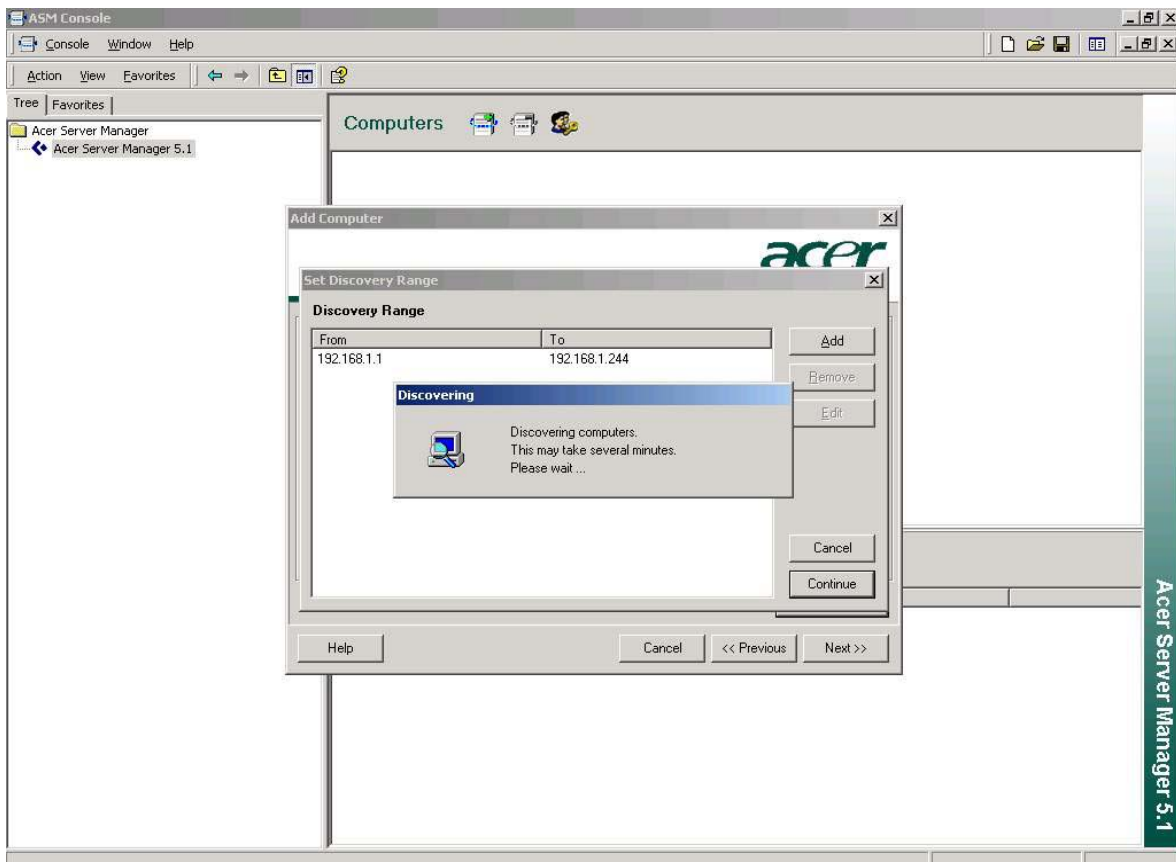 ASM Console
Console Window Help
Action View Favorites
Tree Favorites
Acer Server Manager
Acer Server Manager 5.1
Computers
Add Computer
acer
Set Discovery Range
Discovery Range
From To
192.168.1.1 192.168.1.244
Add
Remove
Edit
Discovering
Discovering computers.
This may take several minutes.
Please wait ...
Cancel
Continue
Help Cancel << Previous Next >>
Acer Server Manager 5.1